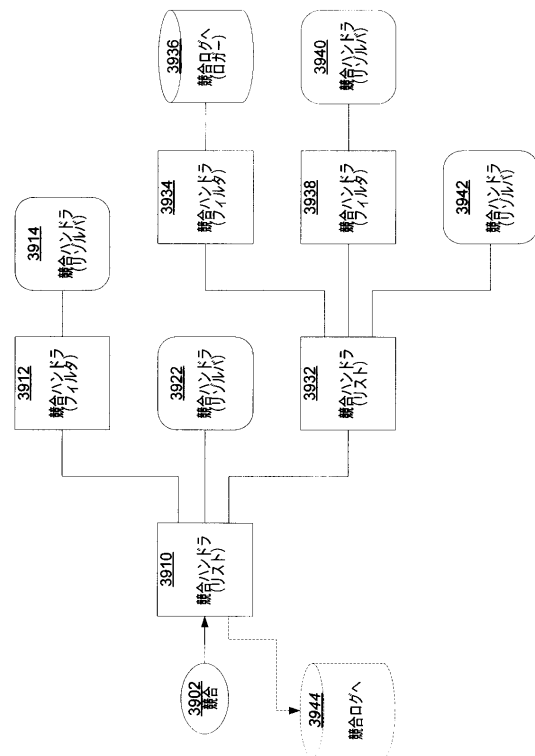 3902
競合
3910
競合ハンドラ
(リスト)
3944
競合ログへ
3912
競合ハンドラ
(フィルタ)
3914
競合ハンドラ
(リゾルバ)
3922
競合ハンドラ
(リゾルバ)
3932
競合ハンドラ
(リスト)
3934
競合ハンドラ
(フィルタ)
3936
競合ログへ
(ロガー)
3938
競合ハンドラ
(フィルタ)
3940
競合ハンドラ
(リゾルバ)
3942
競合ハンドラ
(リゾルバ)